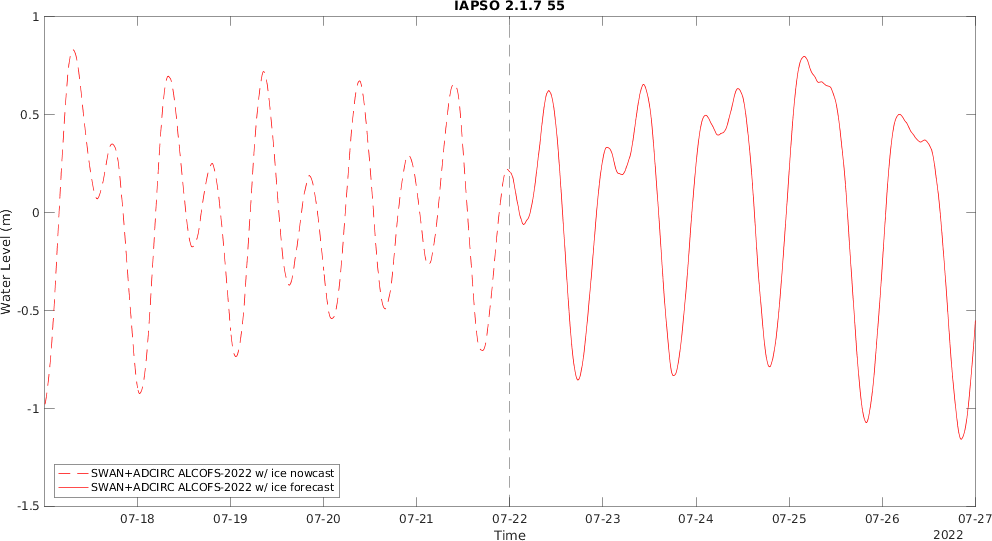 IAPSO 2.1.7 55
1
0.5
0
-0.5
-1
-1.5
Water Level (m)
SWAN+ADCIRC ALCOFS-2022 w/ ice nowcast
SWAN+ADCIRC ALCOFS-2022 w/ ice forecast
07-18 07-19 07-20 07-21 07-22 07-23 07-24 07-25 07-26 07-27
Time
2022